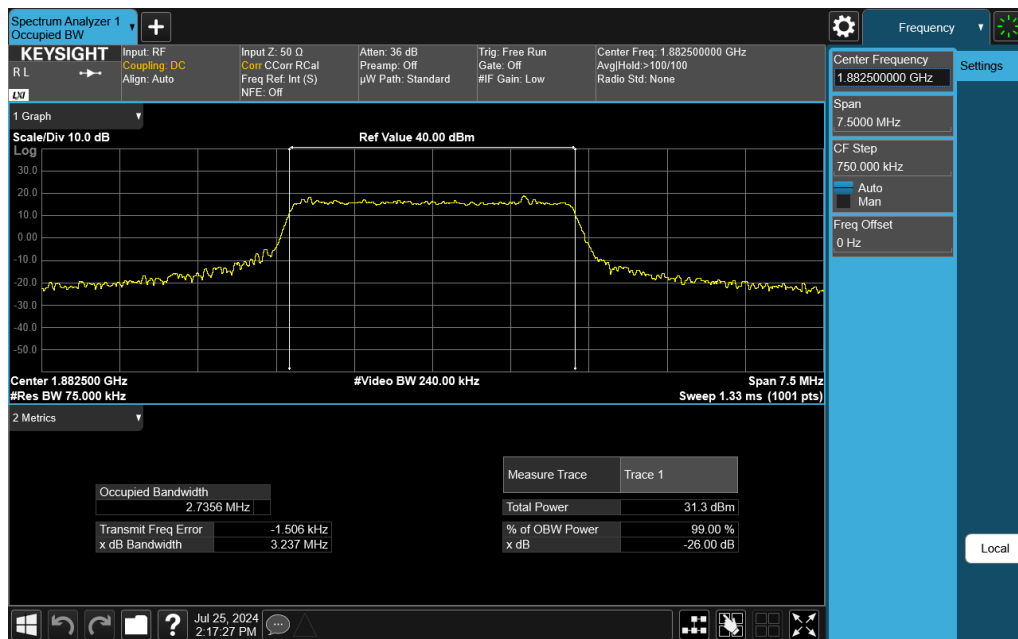 Spectrum Analyzer 1
Occupied BW
+
Frequency
KEYSIGHT
R L
LXI
Input: RF
Coupling: DC
Align: Auto
Input Z: 50 Ω
Corr CCorr RCal
Freq Ref: Int (S)
NFE: Off
Atten: 36 dB
Preamp: Off
µW Path: Standard
Trig: Free Run
Gate: Off
#IF Gain: Low
Center Freq: 1.882500000 GHz
Avg|Hold:>100/100
Radio Std: None
Center Frequency
1.882500000 GHz
Settings
Span
7.5000 MHz
CF Step
750.000 kHz
Auto
Man
Freq Offset
0 Hz
1 Graph
Scale/Div 10.0 dB
Ref Value 40.00 dBm
Log
30.0
20.0
10.0
0.00
-10.0
-20.0
-30.0
-40.0
-50.0
Center 1.882500 GHz
#Video BW 240.00 kHz
Span 7.5 MHz
#Res BW 75.000 kHz
Sweep 1.33 ms (1001 pts)
2 Metrics
Measure Trace
Trace 1
Occupied Bandwidth
2.7356 MHz
Total Power
31.3 dBm
Transmit Freq Error
-1.506 kHz
% of OBW Power
99.00 %
x dB Bandwidth
3.237 MHz
x dB
-26.00 dB
Local
?
Jul 25, 2024
2:17:27 PM